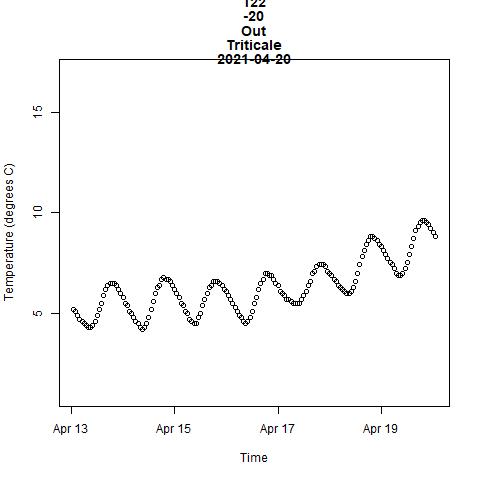 122
-20
Out
Triticale
2021-04-20
15
10
5
Temperature (degrees C)
Apr 13
Apr 15
Apr 17
Apr 19
Time